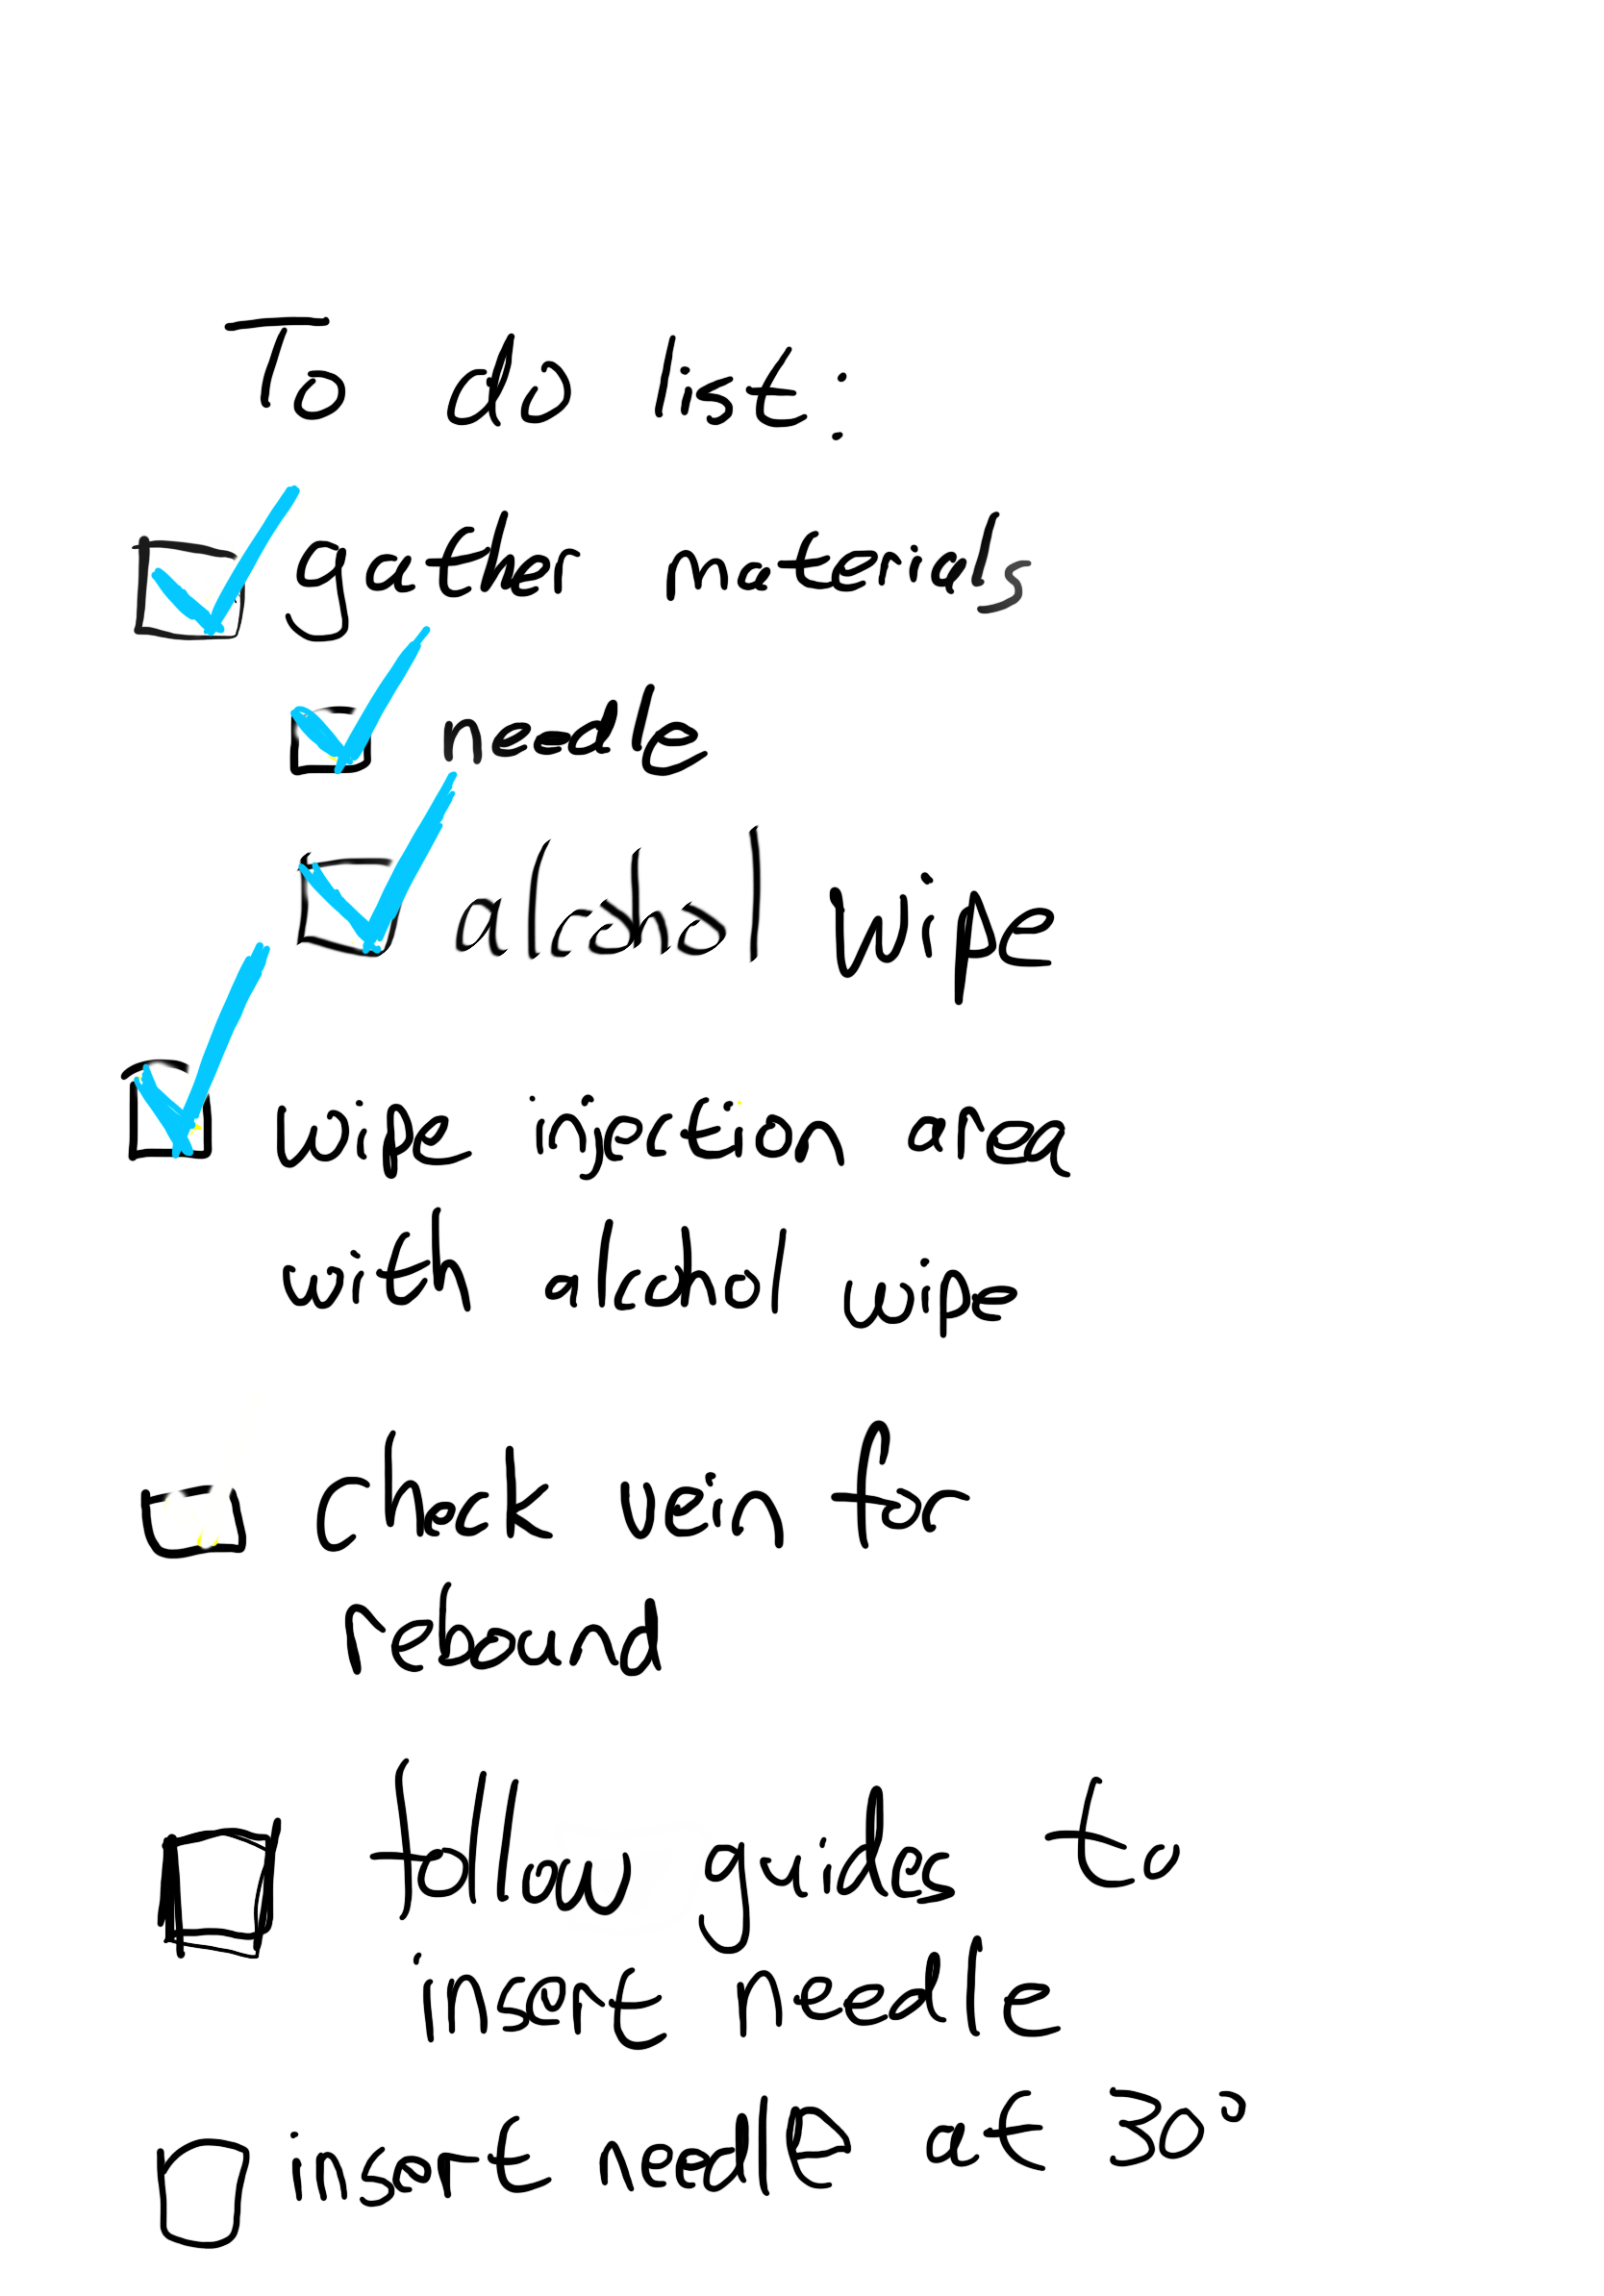 To do list:
gather materials
needle
alcohol wipe
wipe injection area
with alcohol wipe
check vein for
rebound
follow guides to
insert needle
insert needle at 30°